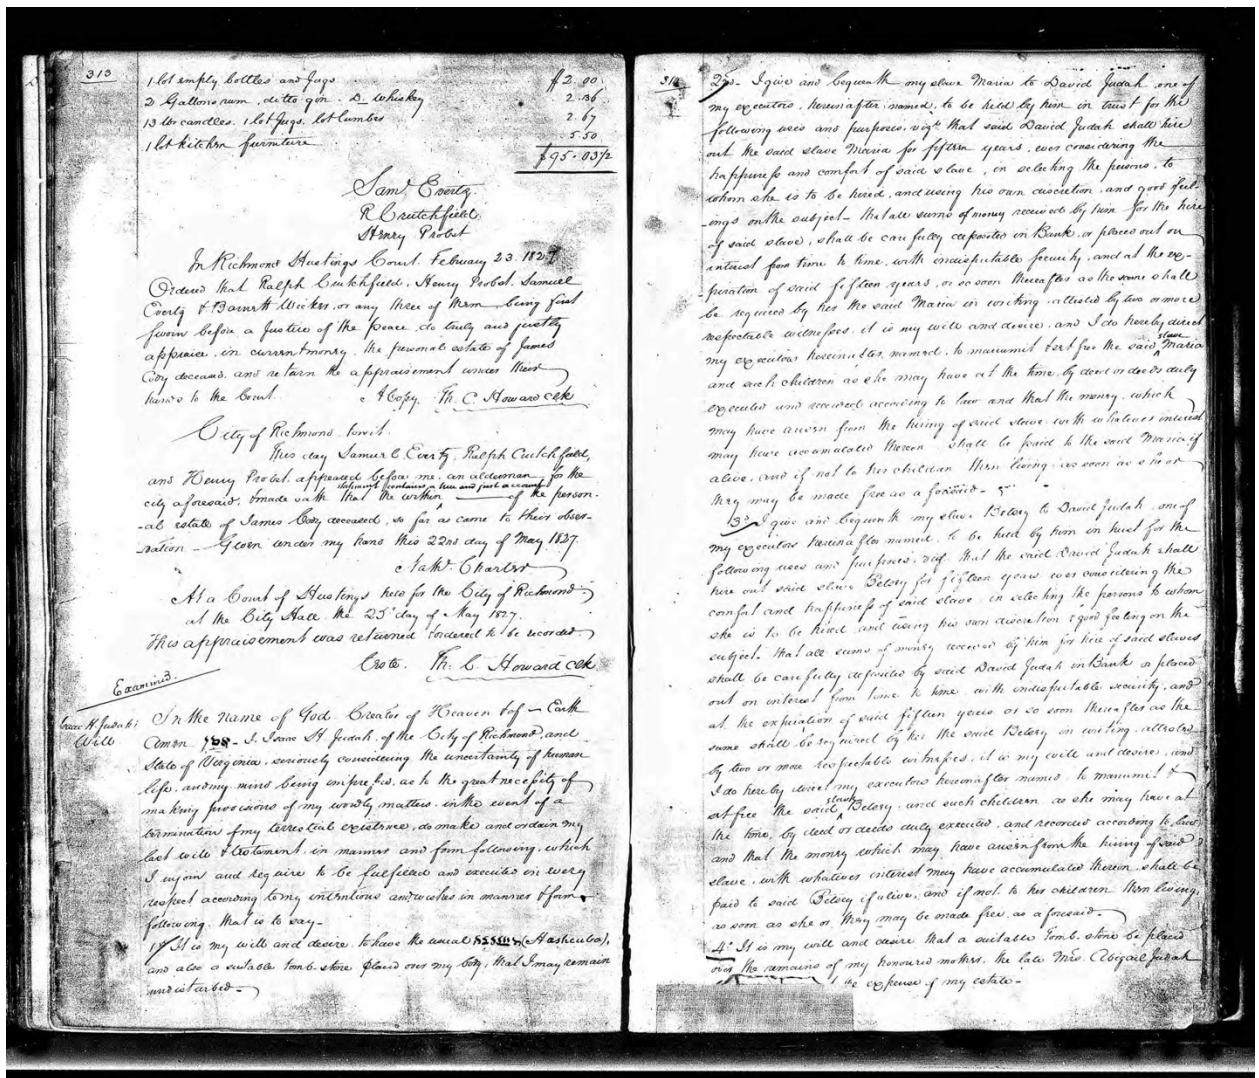 313
1 lot empty bottles and Jugs $2.00
2 Gallons rum, ditto gin. D. Whiskey 2.36
13 lbs candles. 1 lot Jugs, lot lumber 2.67
1 lot kitchen furniture 5.50
$95.03 1/2
Saml. Evertz.
R Crutchfield.
Henry Probst
In Richmond Hustings Court. February 23. 1827
Ordered that Ralph Crutchfield, Henry Probst, Samuel
Evertz & Barnett Wicker, or any three of them being first
sworn before a Justice of the peace, do truly and justly
appraise, in current money, the personal estate of James
Cody deceased, and return the appraisement under their
hands to the Court. A Copy. Th. C. Howard clk
City of Richmond towit.
This day Samuel Evertz, Ralph Cutchfield,
and Henry Probst, appeared before me, an alderman for the
city aforesaid & made oath that the within contains a true and just account of the person-
-al estate of James Cody deceased, so far as came to their obser-
-vation Given under my hand this 22nd day of May 1827.
Nathl. Charter
At a Court of Hustings held for the City of Richmond
at the City Hall the 25th day of May 1827.
This appraisement was returned & ordered to be recorded.
Teste. Th. C. Howard clk
Examined.
Isaac H. Judah's
Will
In the name of God. Creator of Heaven & of Earth
Amen I, Isaac H Judah, of the City of Richmond, and
State of Virginia, seriously considering the uncertainty of human
life, and my mind being impressed, as to the great necessity of
making provisions of my wordly matters, in the event of a
termination of my terrestial existence, do make and ordain my
last will & testament, in manner and form following, which
I enjoin and require to be fulfilled and executed in every
respect according to my intentions and wishes in manner & form
following, that is to say-
1st It is my will and desire, to have the usual (Hashcuba),
and also a suitable tomb-stone placed over my body, that I may remain
undisturbed.-
314
2nd. I give and bequeath my slave Maria to David Judah, one of
my executors, hereinafter, named, to be held by him in trust for the
following uses and purposes, vizt. that said David Judah shall hire
out the said slave Maria for fifteen years, ever considering the
happiness and comfort of said slave, in selecting the persons, to
whom she is to be hired, and using his own discretion, and good feel-
ings on the subject- that all sums of money received by him for the hire
of said slave, shall be carefully deposited in Bank, or placed out on
interest from time to time, with indisputable security, and at the ex-
piration of said fifteen years, or so soon thereafter as the same shall
be required by her the said Maria in writing, attested by two or more
respectable witnesses, it is my will and desire, and I do hereby direct
my executors hereinafter, named, to manumit & set free the said slave Maria
and such children as she may have at the time, by deed or deeds duly
executed and recorded according to law and that the money, which
may have arisen from the hiring of said slave, with whatever interest
may have accumulated thereon, shall be paid to the said Maria if
alive, and if not to her children then living, as soon as she or
they may be made free as aforesaid.-
3d I give and bequeath my slave Betsey to David Judah, one of
my executors hereinafter named, to be held by him in trust for the
following uses and purposes, vizt. that the said David Judah shall
hire out said slave Betsey for fifteen years ever considering the
comfort and happiness of said slave, in selecting the persons to whom
she is to be hired, and using his own discretion & good feeling on the
subject. that all sums of money received by him for hire of said slaves
shall be carefully deposited by said David Judah in Bank or placed
out on interest from time to time, with indisputable security, and
at the expiration of said fifteen years or so soon thereafter as the
same shall be required by her the said Betsey in writing, attested
by two or more respectable witnesses, it is my will and desire, and
I do hereby direct my executors hereinafter named, to manumit &
set free the said slave Betsey, and such children, as she may have at
the time, by deed or deeds duly executed, and recorded according to law
and that the money which may have arisen from the hiring of said
slave, with whatever interest may have accumulated thereon, shall be
paid to said Betsey if alive, and if not to her children then living,
as soon as she or they may be made free, as aforesaid.-
4th It is my will and desire that a suitable tomb-stone be placed
over the remains of my honoured mother, the late Mrs. Abigail Judah
the expense of my estate-